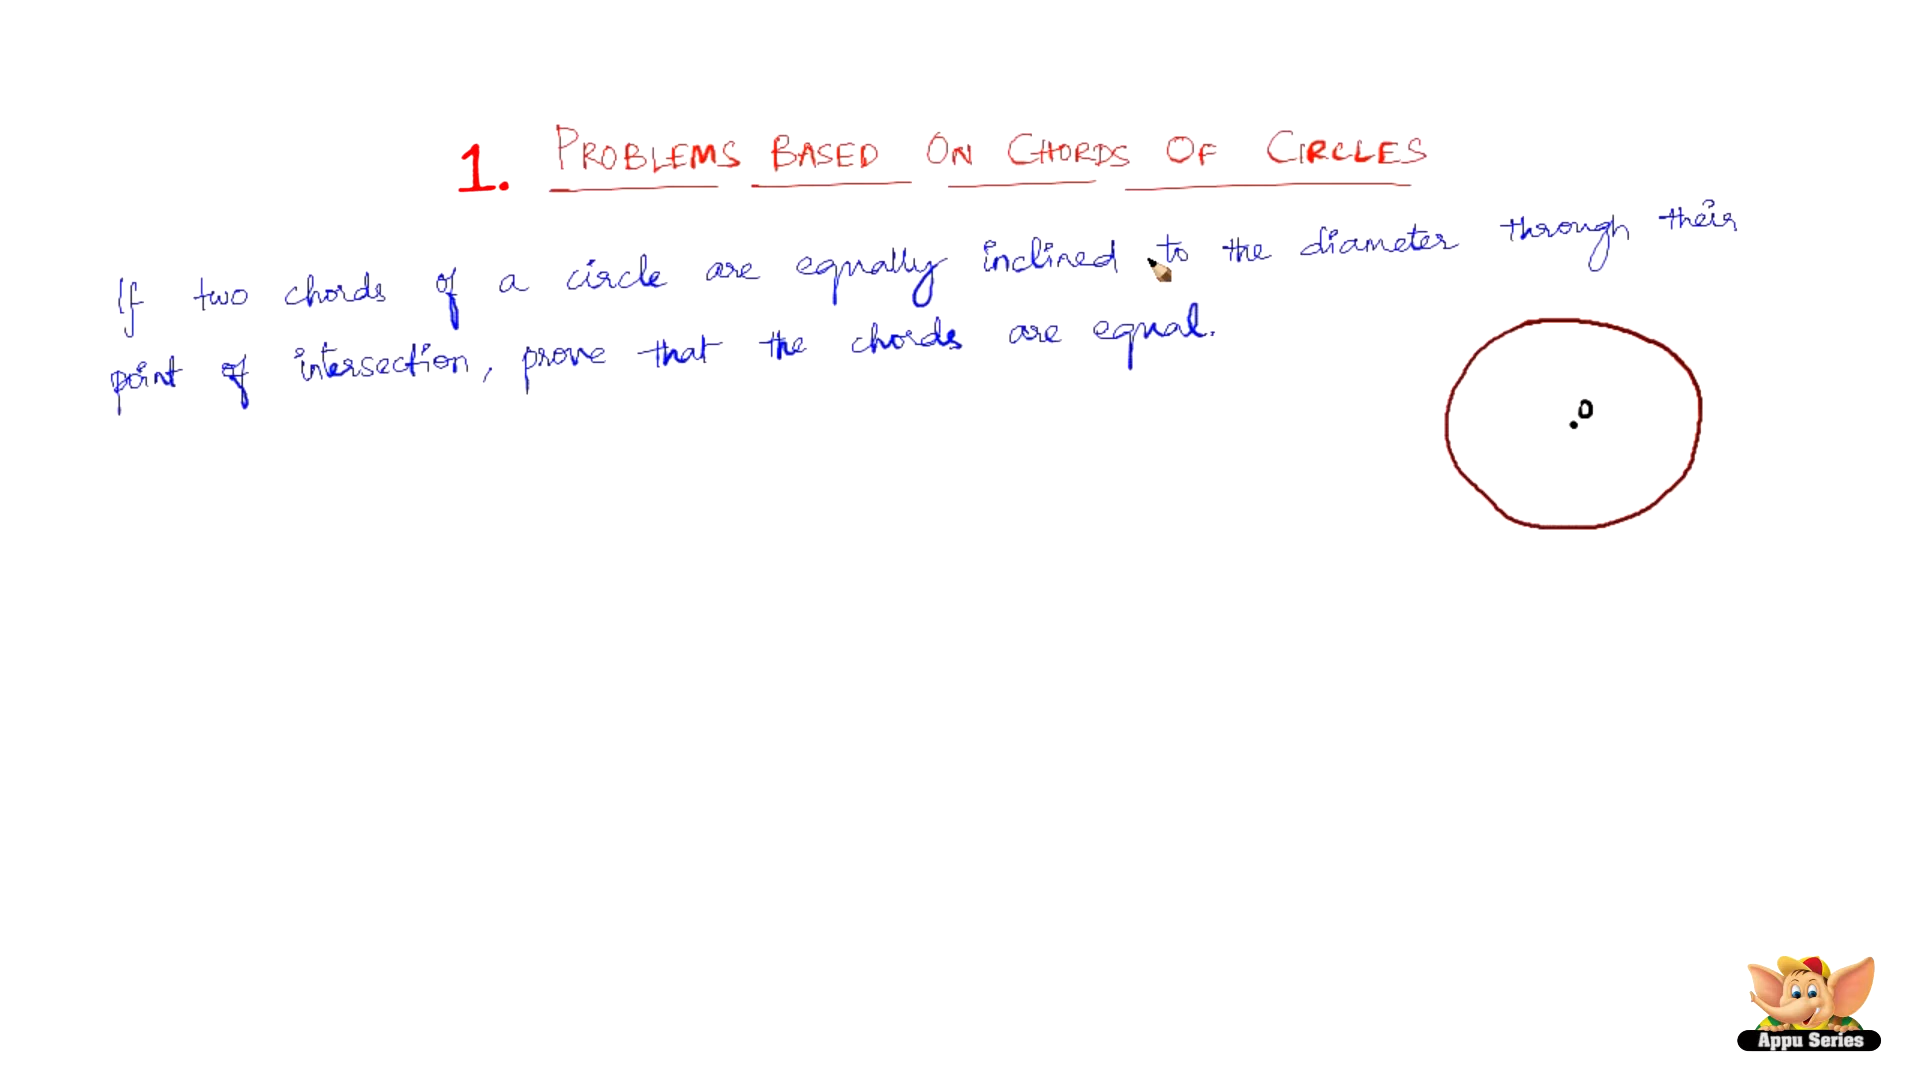 1. PROBLEMS BASED ON CHORDS OF CIRCLES
If two chords of a circle are equally inclined to the diameter through their
point of intersection, prove that the chords are equal.
O
Appu Series